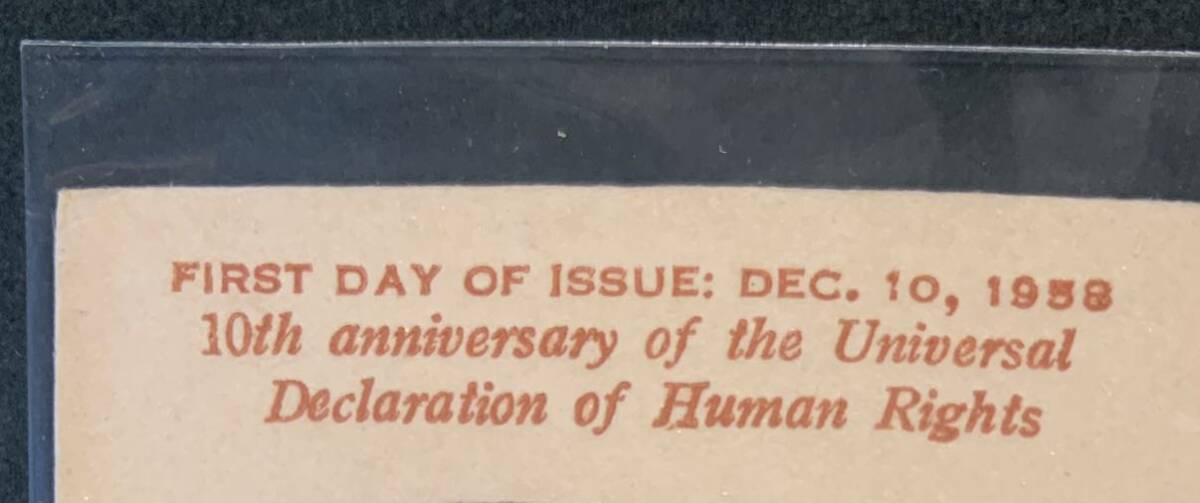 FIRST DAY OF ISSUE: DEC. 10, 1958
10th anniversary of the Universal
Declaration of Human Rights